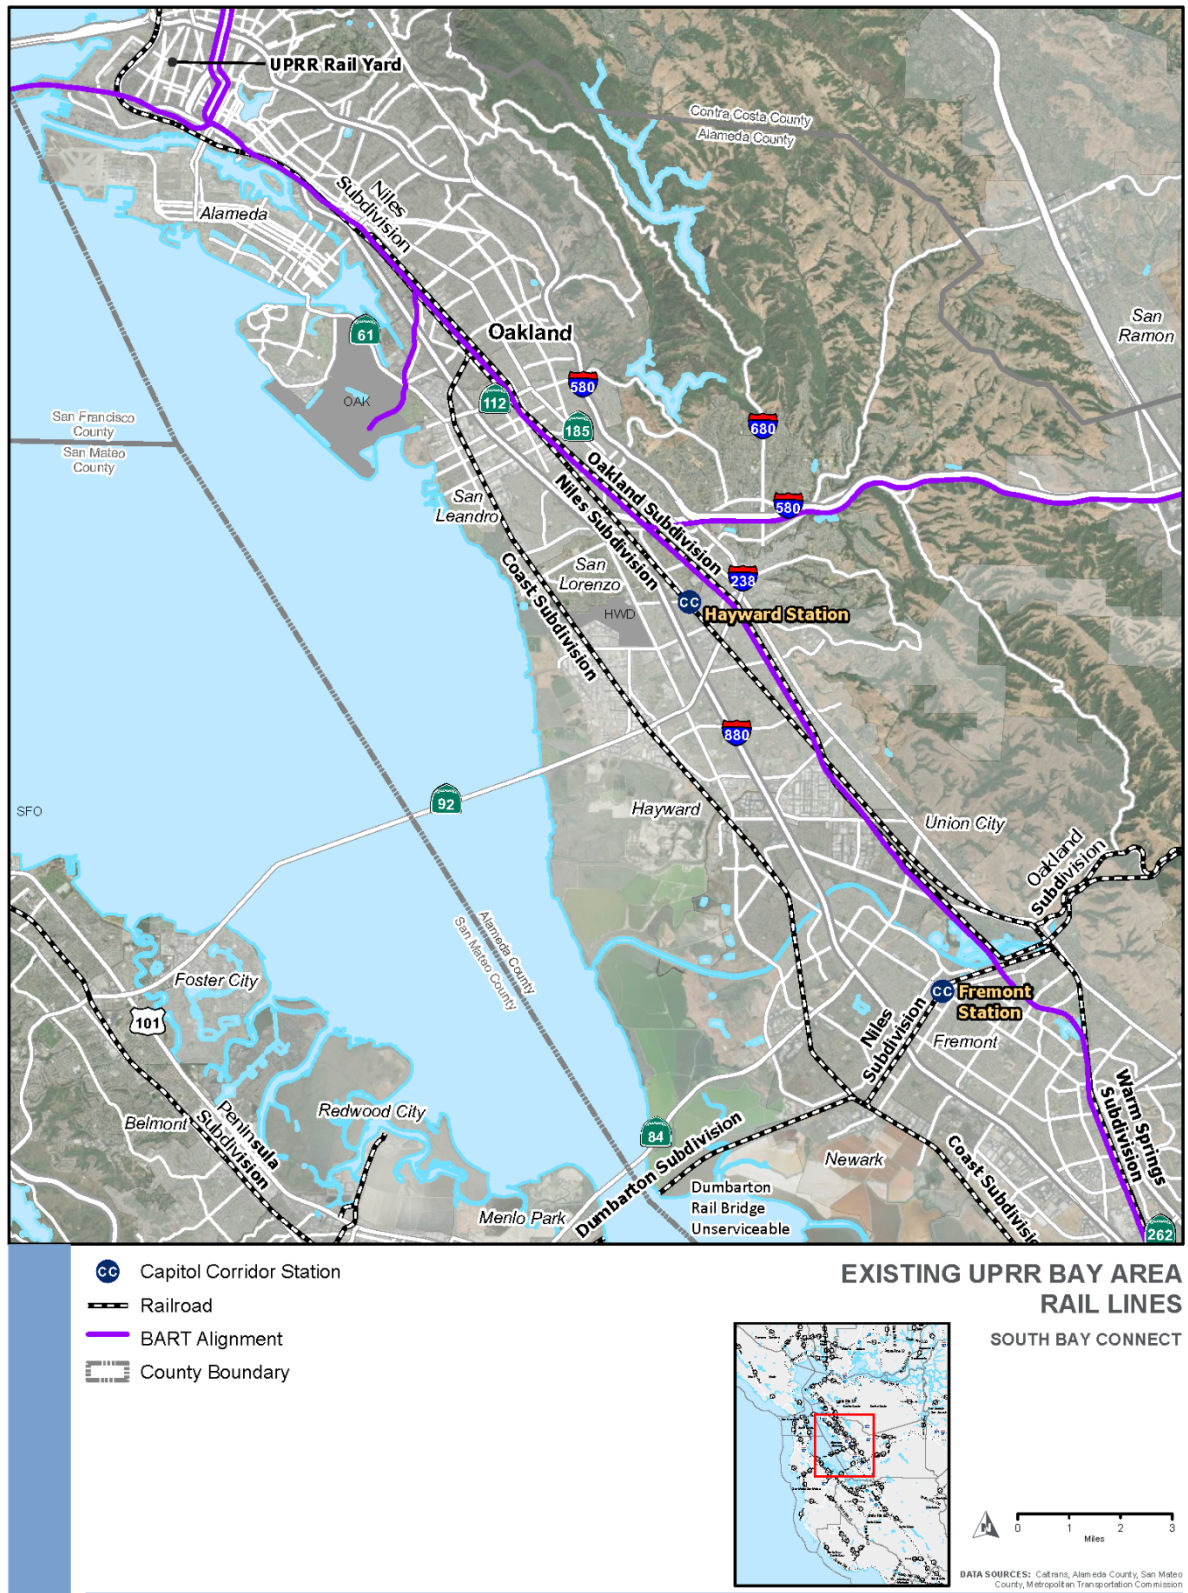 UPRR Rail Yard
Contra Costa County
Alameda County
Niles
Subdivision
Alameda
61
Oakland
San
Ramon
580
OAK
112
185
680
San Francisco
County
San Mateo
County
Oakland Subdivision
Niles Subdivision
San
Leandro
580
Coast Subdivision
San
Lorenzo
238
CC
Hayward Station
HWD
880
92
Hayward
SFO
Union City
Oakland
Subdivision
Alameda County
San Mateo County
Foster City
101
CC
Fremont
Station
Niles
Subdivision
Fremont
Warm Springs
Subdivision
Peninsula
Subdivision
Belmont
Redwood City
84
Dumbarton Subdivision
Newark
Coast Subdivisio
Dumbarton
Rail Bridge
Unserviceable
Menlo Park
262
CC Capitol Corridor Station
Railroad
BART Alignment
County Boundary
EXISTING UPRR BAY AREA
RAIL LINES
SOUTH BAY CONNECT
N
0 1 2 3
Miles
DATA SOURCES: Caltrans, Alameda County, San Mateo
County, Metropolitan Transportation Commission